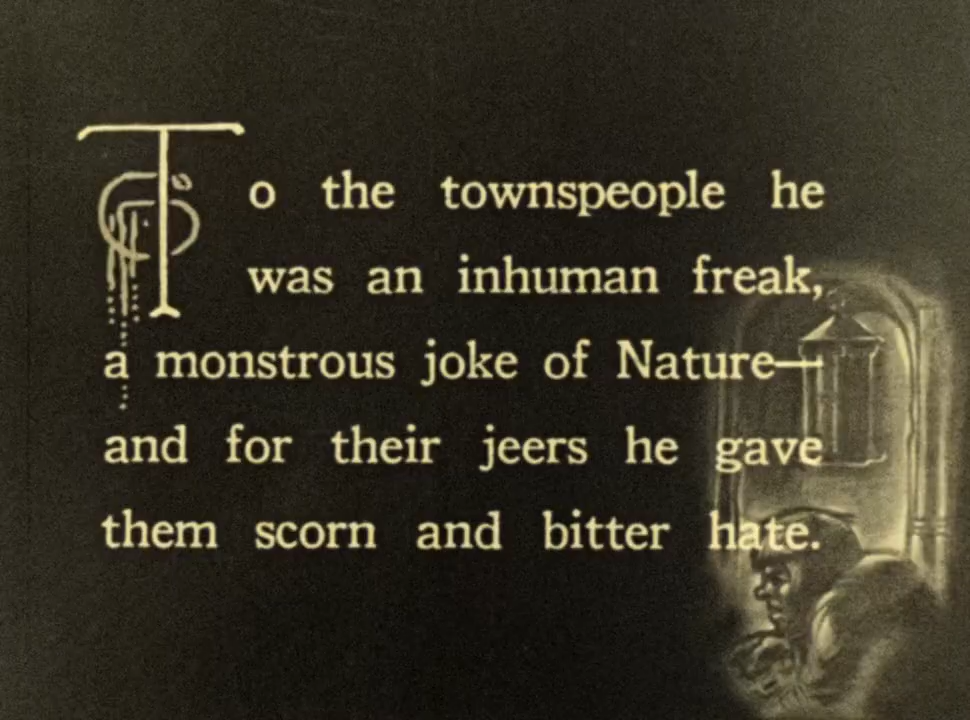 To the townspeople he
was an inhuman freak,
a monstrous joke of Nature—
and for their jeers he gave
them scorn and bitter hate.